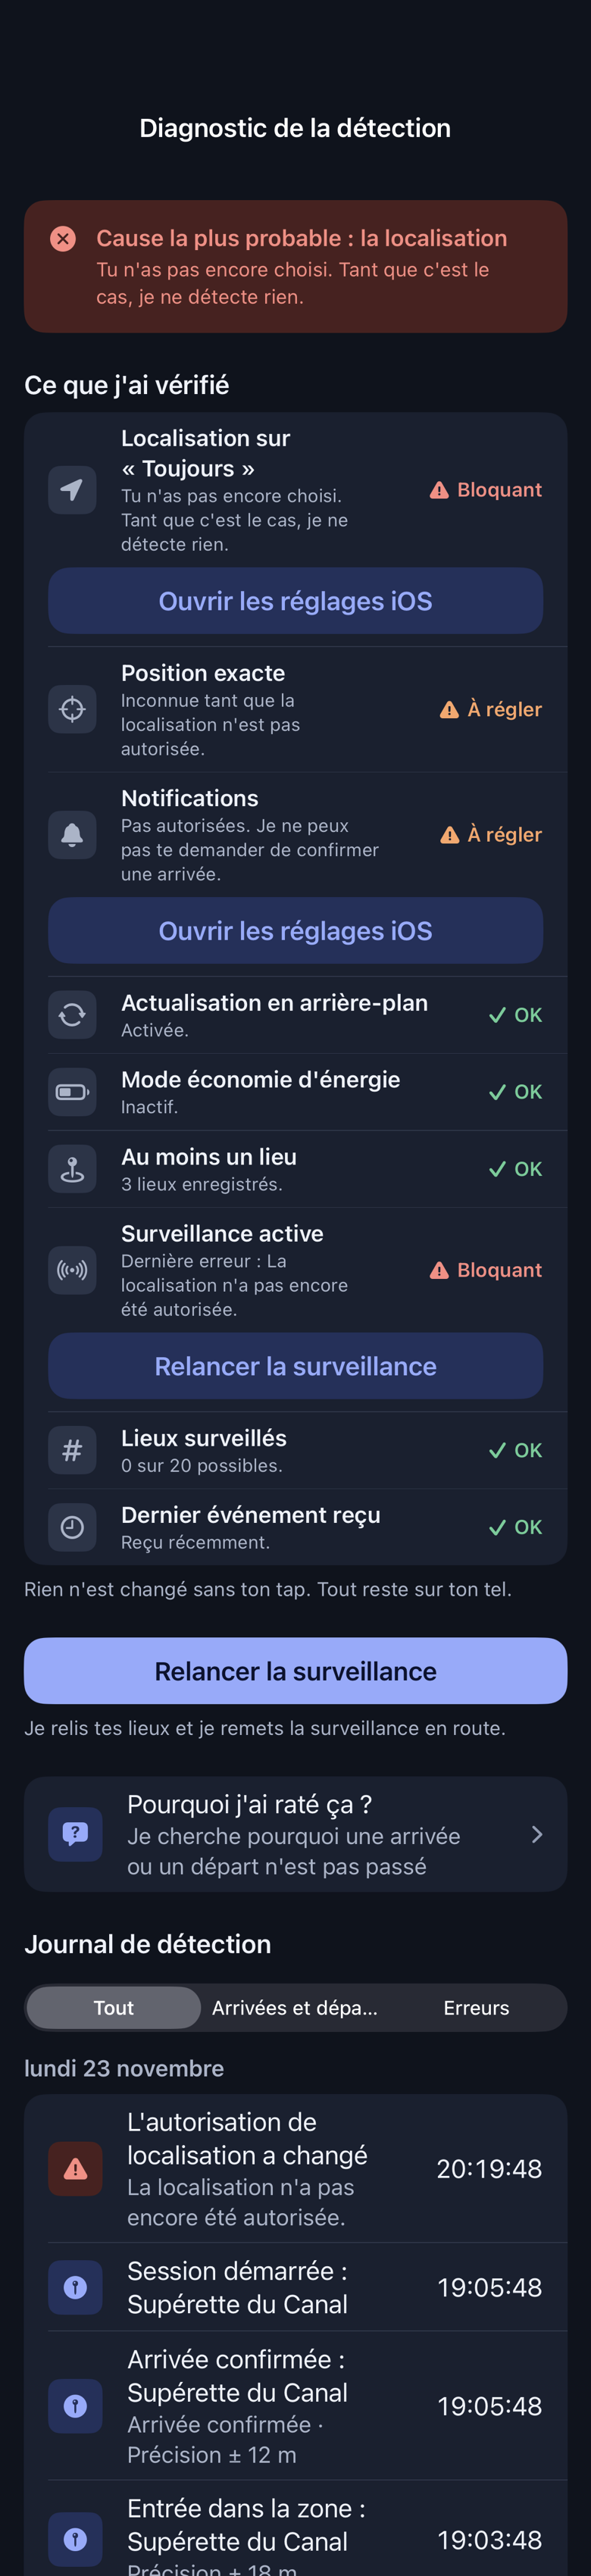 Diagnostic de la détection
Cause la plus probable : la localisation
Tu n'as pas encore choisi. Tant que c'est le
cas, je ne détecte rien.
Ce que j'ai vérifié
Localisation sur
« Toujours »
Tu n'as pas encore choisi.
Tant que c'est le cas, je ne
détecte rien.
Bloquant
Ouvrir les réglages iOS
Position exacte
Inconnue tant que la
localisation n'est pas
autorisée.
À régler
Notifications
Pas autorisées. Je ne peux
pas te demander de confirmer
une arrivée.
À régler
Ouvrir les réglages iOS
Actualisation en arrière-plan
Activée.
OK
Mode économie d'énergie
Inactif.
OK
Au moins un lieu
3 lieux enregistrés.
OK
Surveillance active
Dernière erreur : La
localisation n'a pas encore
été autorisée.
Bloquant
Relancer la surveillance
Lieux surveillés
0 sur 20 possibles.
OK
Dernier événement reçu
Reçu récemment.
OK
Rien n'est changé sans ton tap. Tout reste sur ton tel.
Relancer la surveillance
Je relis tes lieux et je remets la surveillance en route.
Pourquoi j'ai raté ça ?
Je cherche pourquoi une arrivée
ou un départ n'est pas passé
Journal de détection
Tout
Arrivées et dépa...
Erreurs
lundi 23 novembre
L'autorisation de
localisation a changé
La localisation n'a pas
encore été autorisée.
20:19:48
Session démarrée :
Supérette du Canal
19:05:48
Arrivée confirmée :
Supérette du Canal
Arrivée confirmée ·
Précision ± 12 m
19:05:48
Entrée dans la zone :
Supérette du Canal
Précision ± 18 m
19:03:48